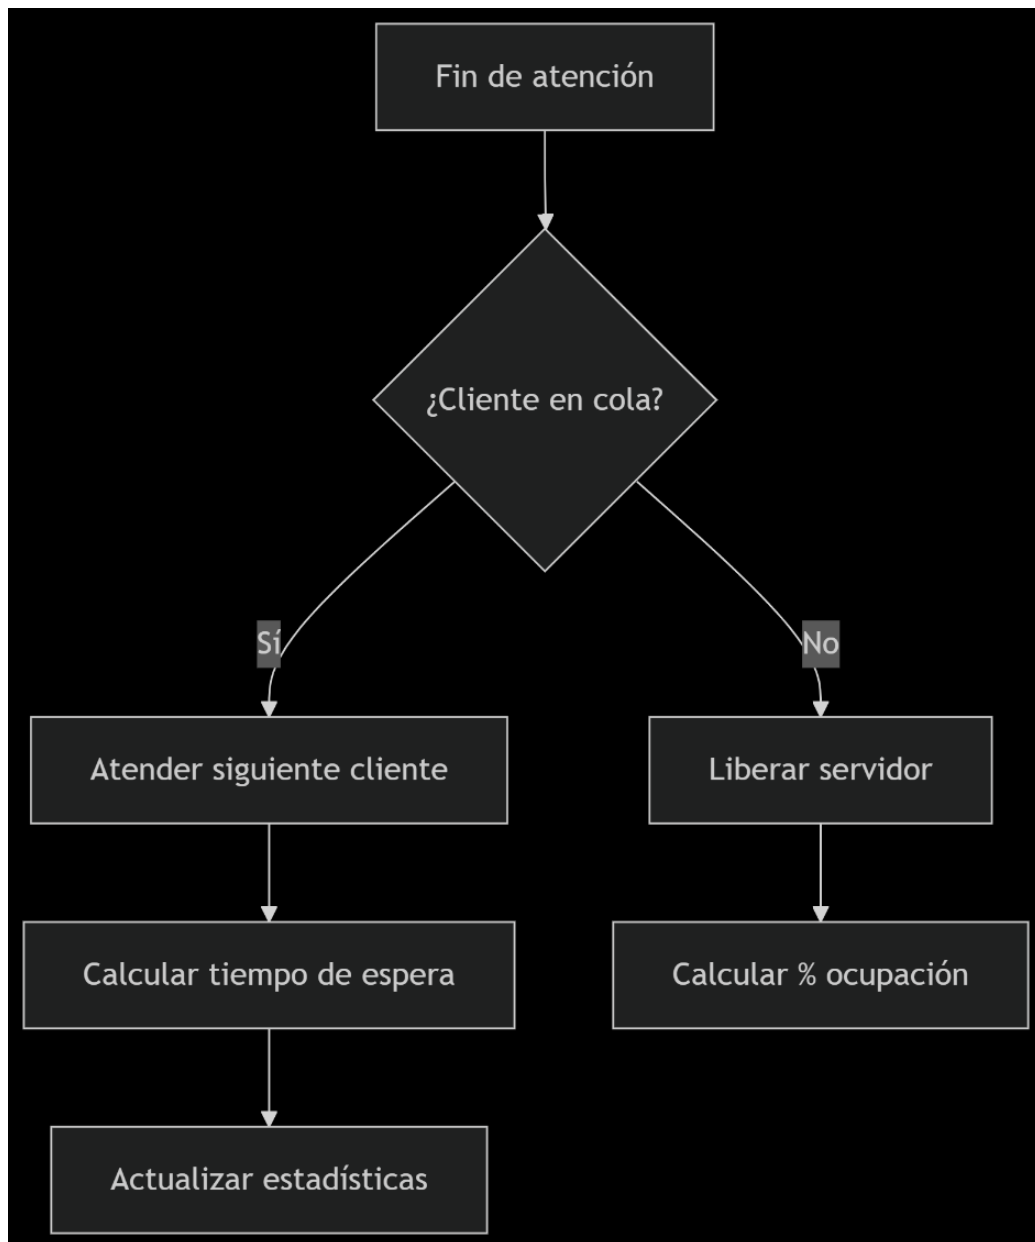 Fin de atención
¿Cliente en cola?
Sí
No
Atender siguiente cliente
Liberar servidor
Calcular tiempo de espera
Calcular % ocupación
Actualizar estadísticas